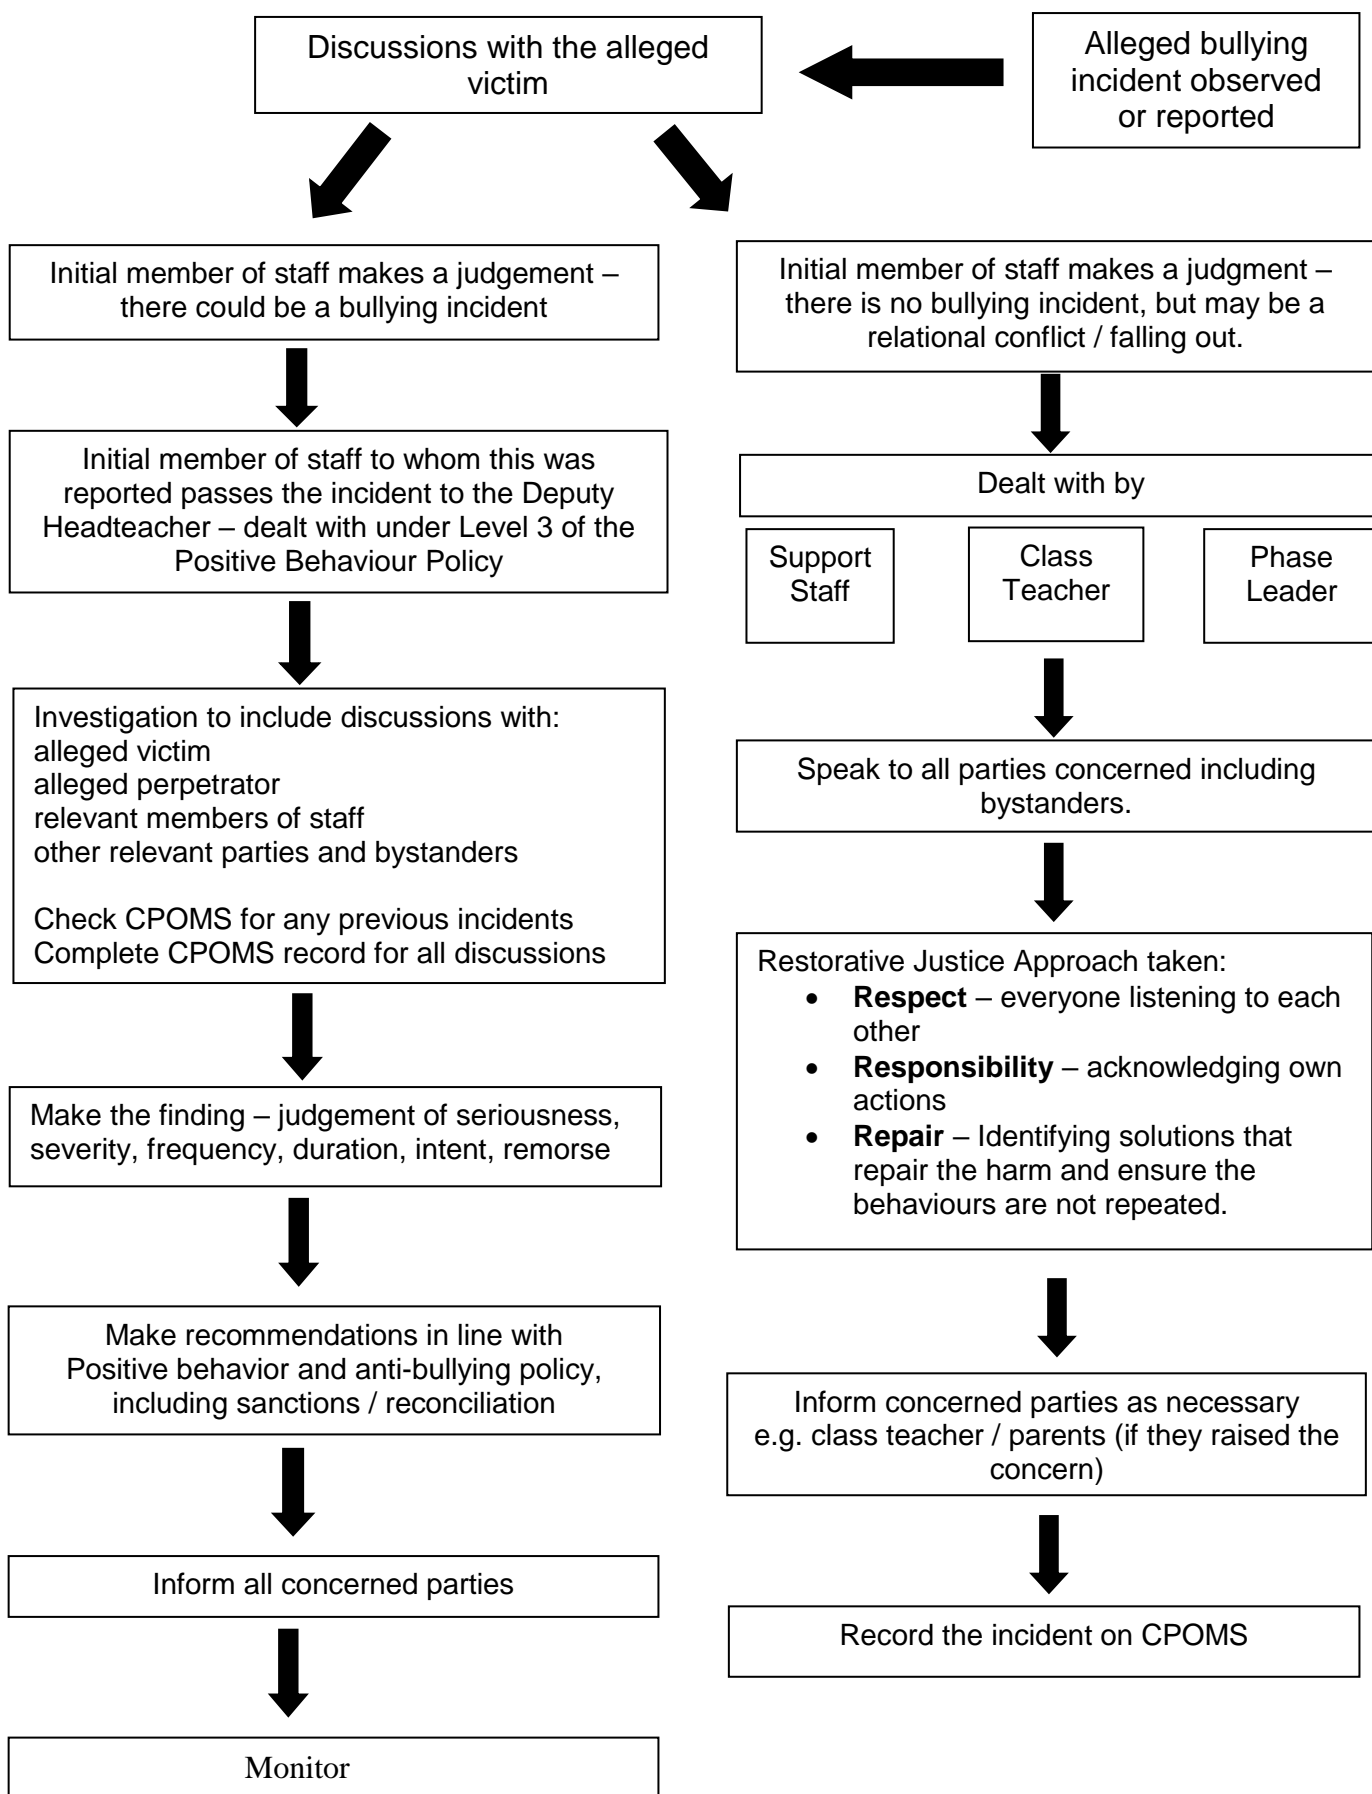 Discussions with the alleged
victim
Alleged bullying
incident observed
or reported
Initial member of staff makes a judgement –
there could be a bullying incident
Initial member of staff to whom this was
reported passes the incident to the Deputy
Headteacher – dealt with under Level 3 of the
Positive Behaviour Policy
Investigation to include discussions with:
alleged victim
alleged perpetrator
relevant members of staff
other relevant parties and bystanders
Check CPOMS for any previous incidents
Complete CPOMS record for all discussions
Make the finding – judgement of seriousness,
severity, frequency, duration, intent, remorse
Make recommendations in line with
Positive behavior and anti-bullying policy,
including sanctions / reconciliation
Inform all concerned parties
Monitor
Initial member of staff makes a judgment –
there is no bullying incident, but may be a
relational conflict / falling out.
Dealt with by
Support
Staff
Class
Teacher
Phase
Leader
Speak to all parties concerned including
bystanders.
Restorative Justice Approach taken:
• Respect – everyone listening to each
other
• Responsibility – acknowledging own
actions
• Repair – Identifying solutions that
repair the harm and ensure the
behaviours are not repeated.
Inform concerned parties as necessary
e.g. class teacher / parents (if they raised the
concern)
Record the incident on CPOMS